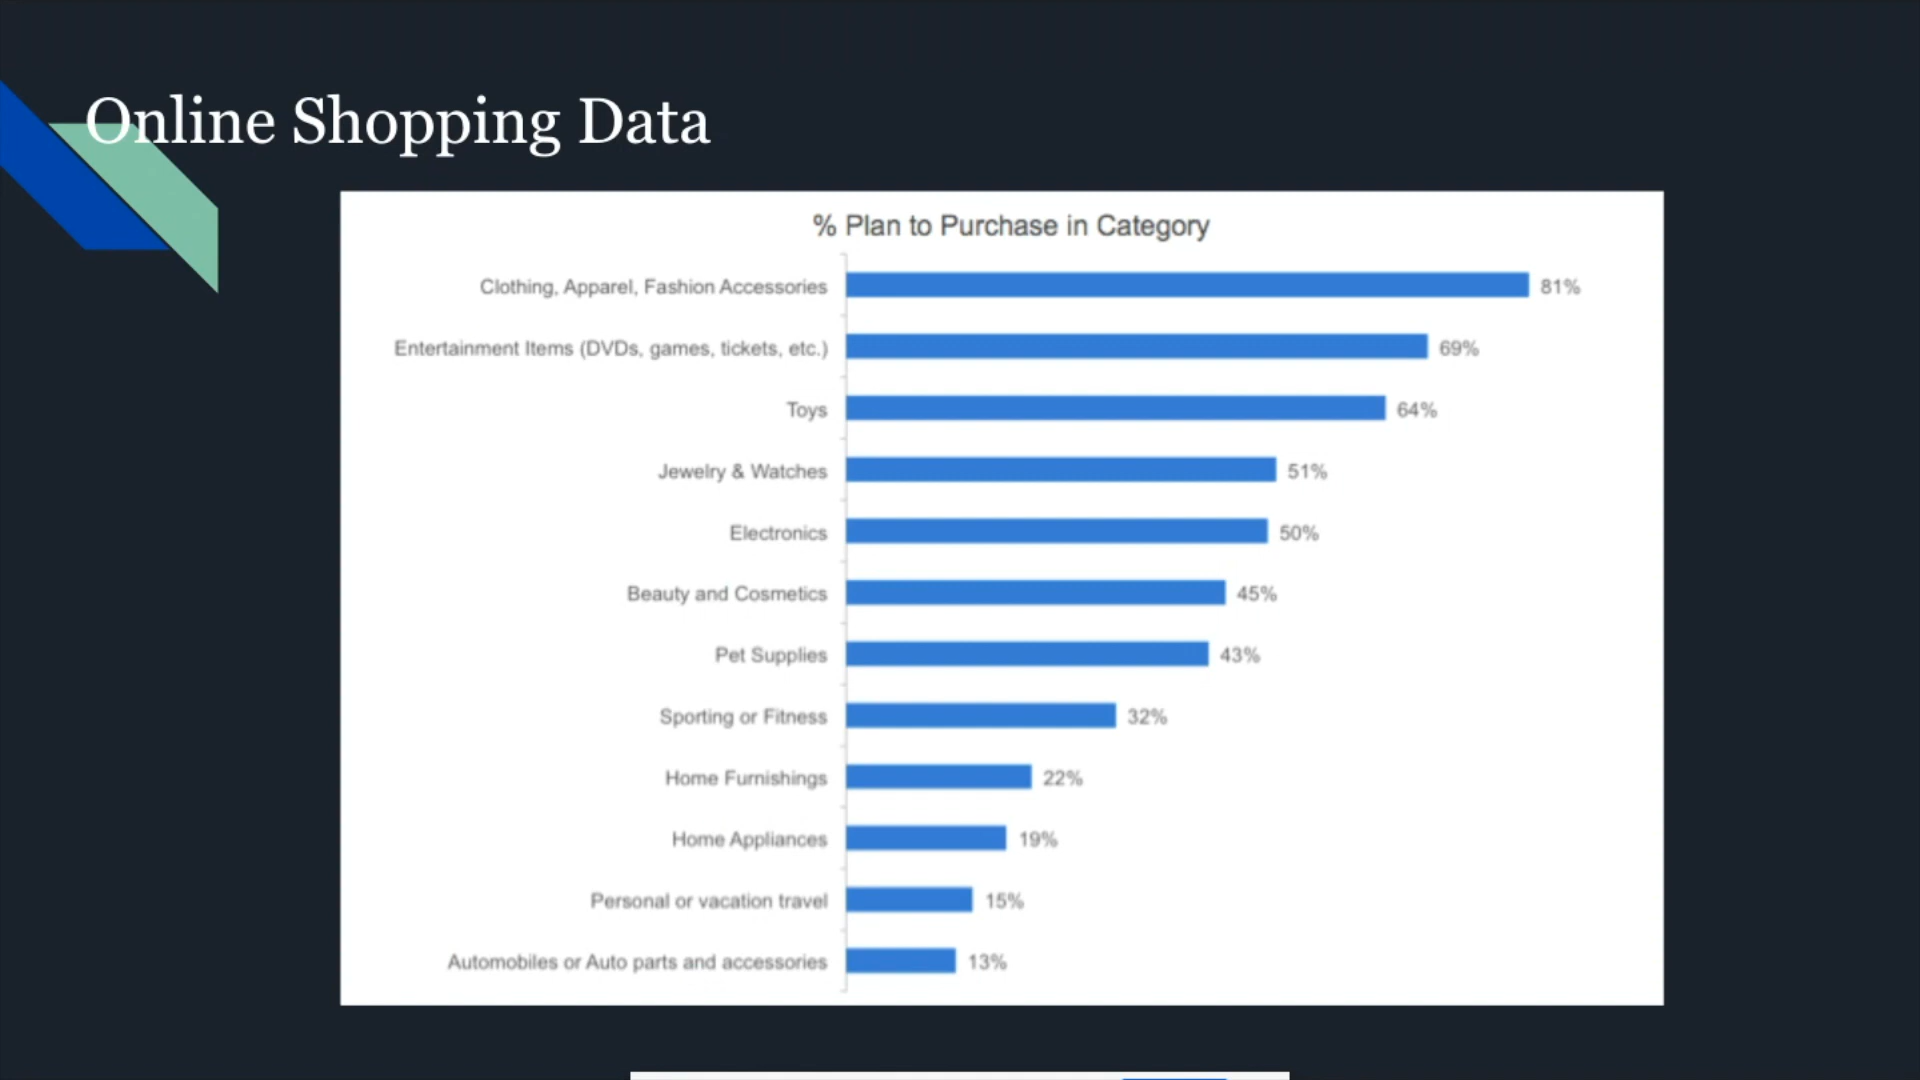 Online Shopping Data
% Plan to Purchase in Category
Clothing, Apparel, Fashion Accessories 81%
Entertainment Items (DVDs, games, tickets, etc.) 69%
Toys 64%
Jewelry & Watches 51%
Electronics 50%
Beauty and Cosmetics 45%
Pet Supplies 43%
Sporting or Fitness 32%
Home Furnishings 22%
Home Appliances 19%
Personal or vacation travel 15%
Automobiles or Auto parts and accessories 13%